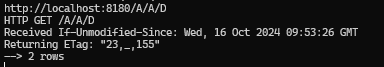 http://localhost:8180/A/A/D
HTTP GET /A/A/D
Received If-Unmodified-Since: Wed, 16 Oct 2024 09:53:26 GMT
Returning ETag: "23,_,155"
--> 2 rows